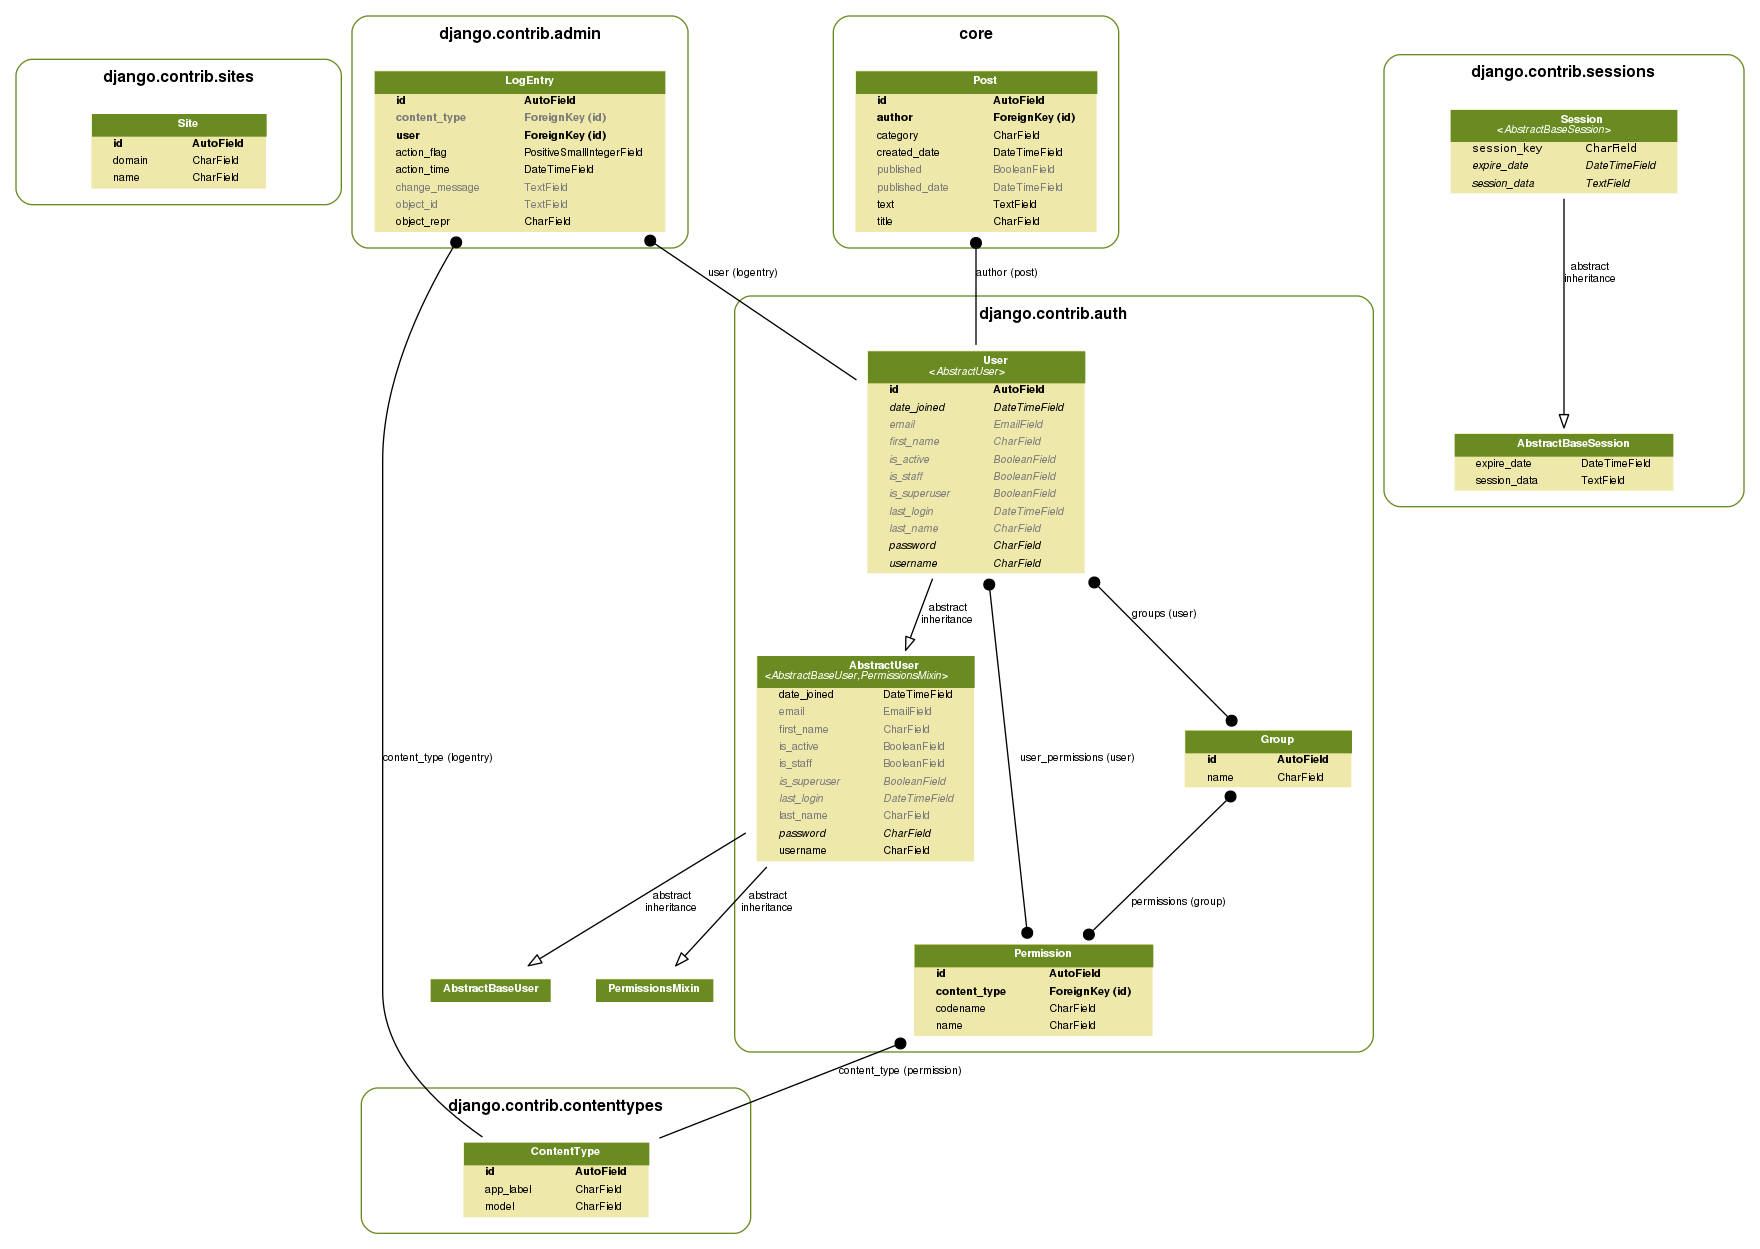 django.contrib.sites
Site
id AutoField
domain CharField
name CharField
django.contrib.admin
LogEntry
id AutoField
content_type ForeignKey (id)
user ForeignKey (id)
action_flag PositiveSmallIntegerField
action_time DateTimeField
change_message TextField
object_id TextField
object_repr CharField
core
Post
id AutoField
author ForeignKey (id)
category CharField
created_date DateTimeField
published BooleanField
published_date DateTimeField
text TextField
title CharField
django.contrib.sessions
Session
<AbstractBaseSession>
session_key CharField
expire_date DateTimeField
session_data TextField
abstract
inheritance
AbstractBaseSession
expire_date DateTimeField
session_data TextField
user (logentry)
author (post)
django.contrib.auth
User
<AbstractUser>
id AutoField
date_joined DateTimeField
email EmailField
first_name CharField
is_active BooleanField
is_staff BooleanField
is_superuser BooleanField
last_login DateTimeField
last_name CharField
password CharField
username CharField
abstract
inheritance
groups (user)
AbstractUser
<AbstractBaseUser,PermissionsMixin>
date_joined DateTimeField
email EmailField
first_name CharField
is_active BooleanField
is_staff BooleanField
is_superuser BooleanField
last_login DateTimeField
last_name CharField
password CharField
username CharField
content_type (logentry)
user_permissions (user)
Group
id AutoField
name CharField
abstract
inheritance
abstract
inheritance
permissions (group)
AbstractBaseUser
PermissionsMixin
Permission
id AutoField
content_type ForeignKey (id)
codename CharField
name CharField
content_type (permission)
django.contrib.contenttypes
ContentType
id AutoField
app_label CharField
model CharField